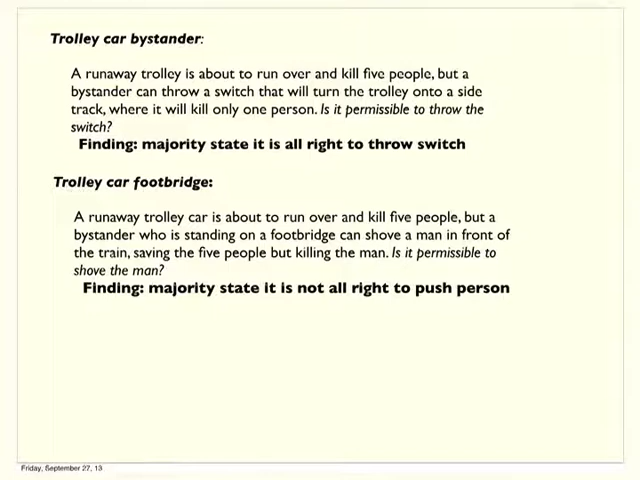 Trolley car bystander:
A runaway trolley is about to run over and kill five people, but a
bystander can throw a switch that will turn the trolley onto a side
track, where it will kill only one person. Is it permissible to throw the
switch?
Finding: majority state it is all right to throw switch
Trolley car footbridge:
A runaway trolley car is about to run over and kill five people, but a
bystander who is standing on a footbridge can shove a man in front of
the train, saving the five people but killing the man. Is it permissible to
shove the man?
Finding: majority state it is not all right to push person
Friday, September 27, 13